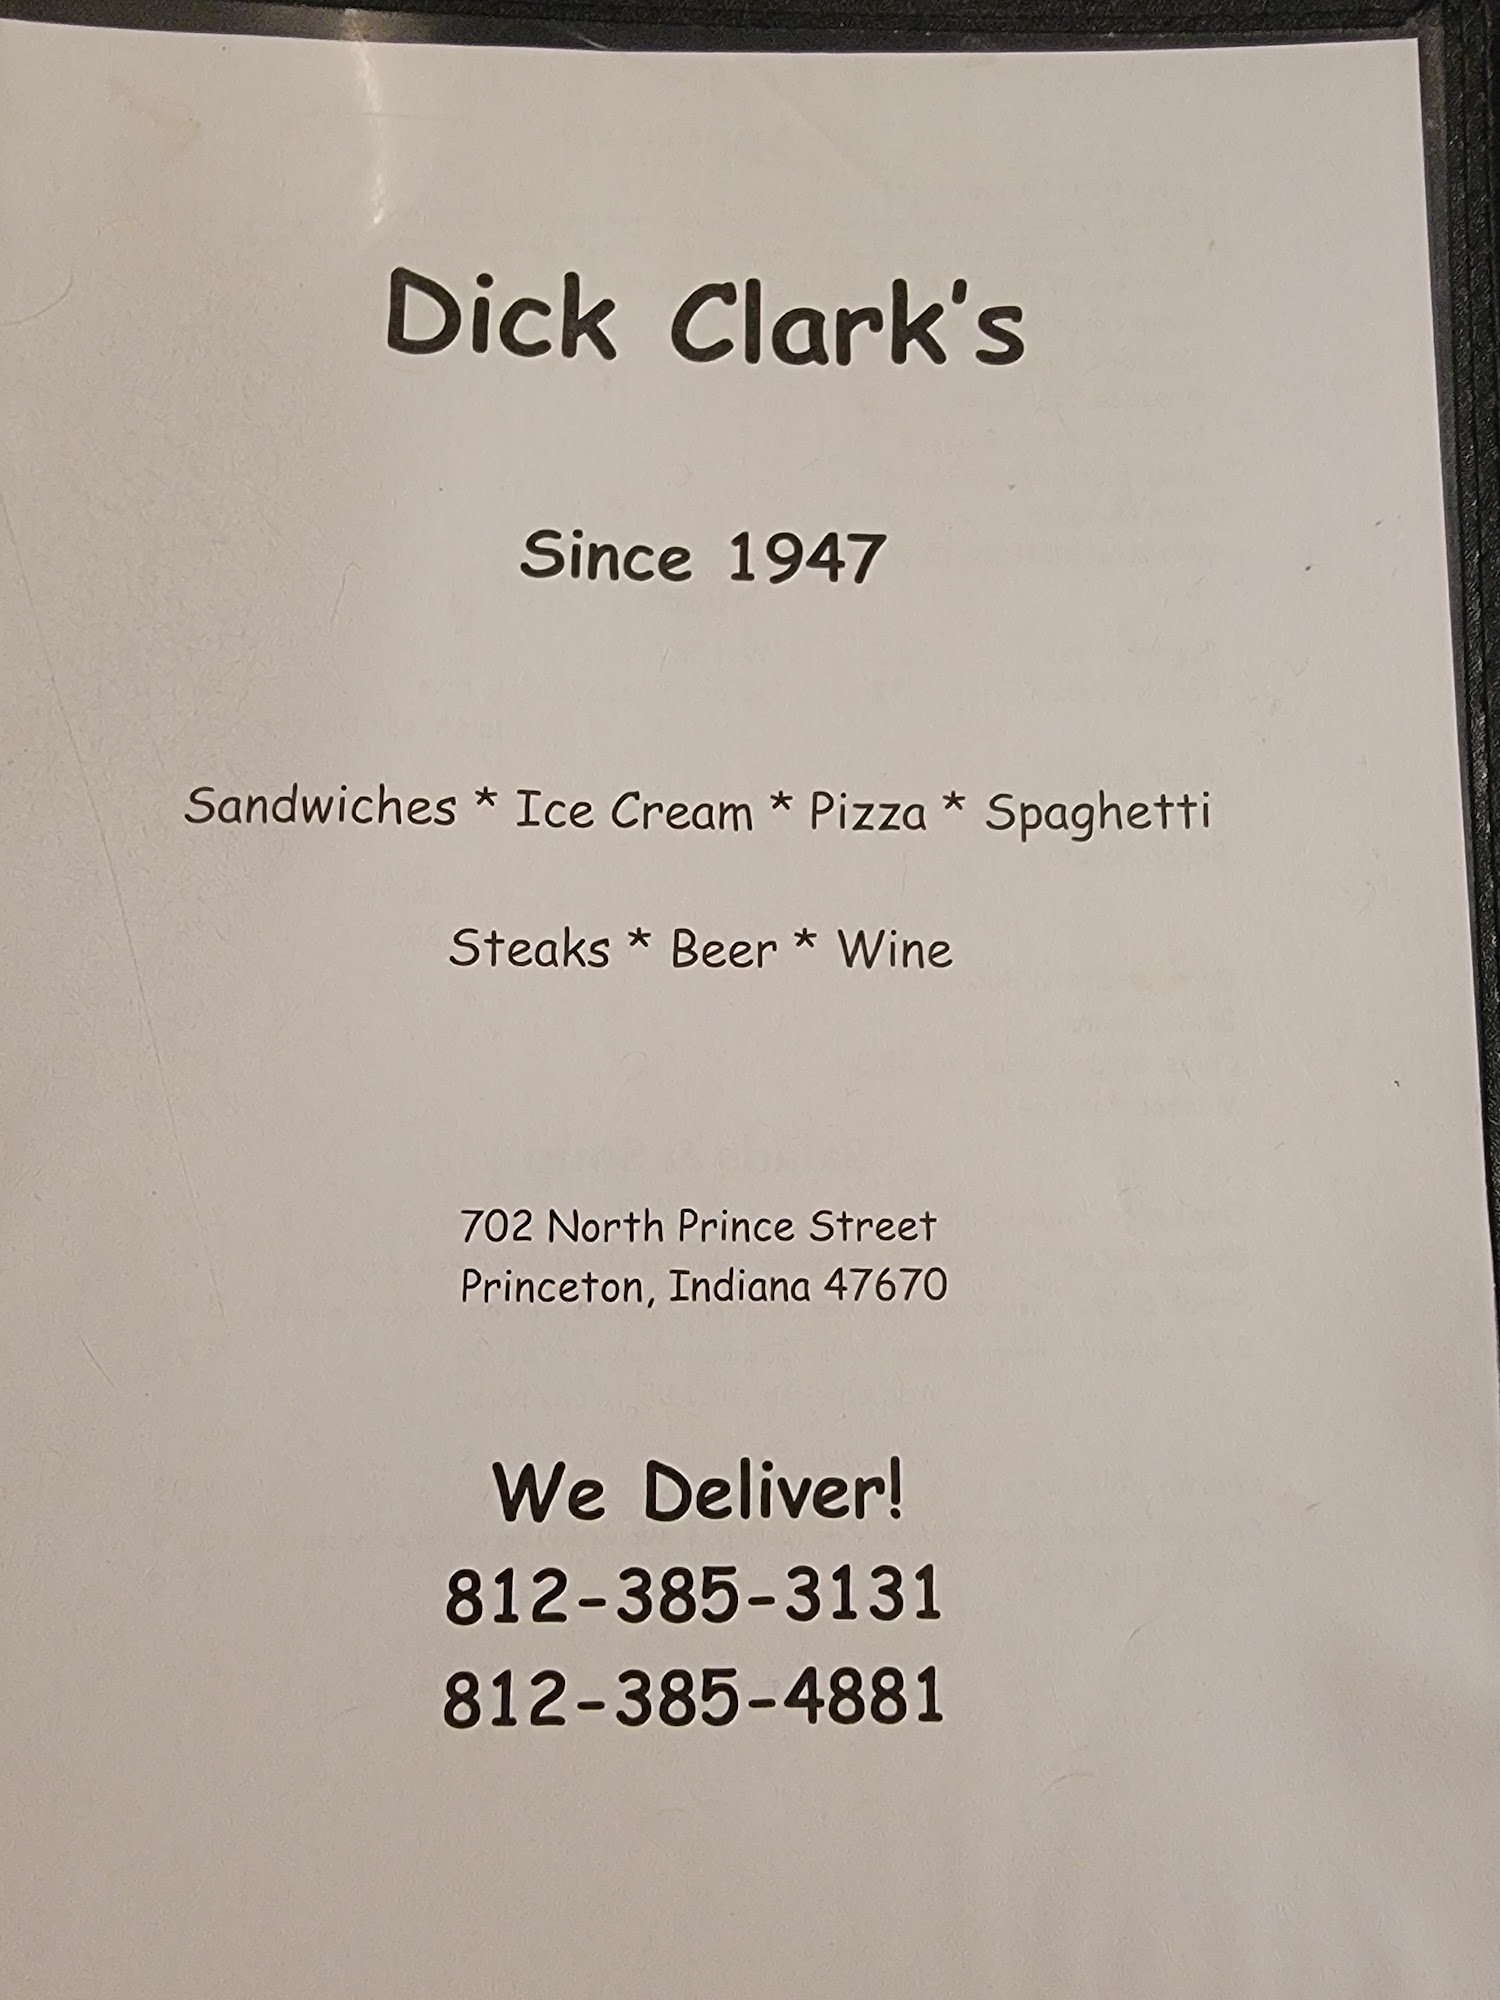 Dick Clark's
Since 1947
Sandwiches * Ice Cream * Pizza * Spaghetti
Steaks * Beer * Wine
702 North Prince Street
Princeton, Indiana 47670
We Deliver!
812-385-3131
812-385-4881